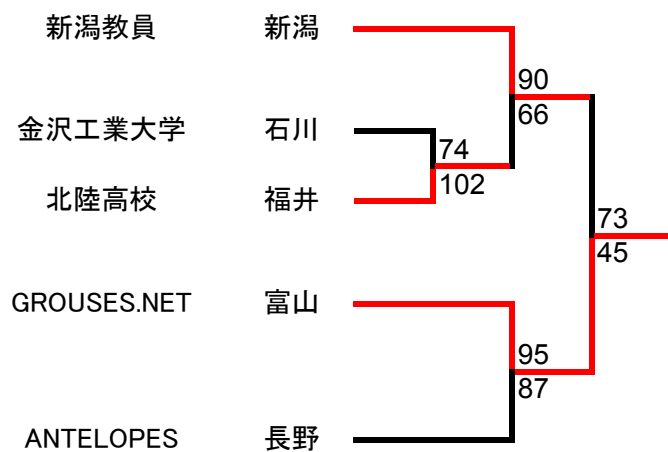 新潟教員 新潟
90
66
金沢工業大学 石川
74
102
北陸高校 福井
73
45
GROUSES.NET 富山
95
87
ANTELOPES 長野